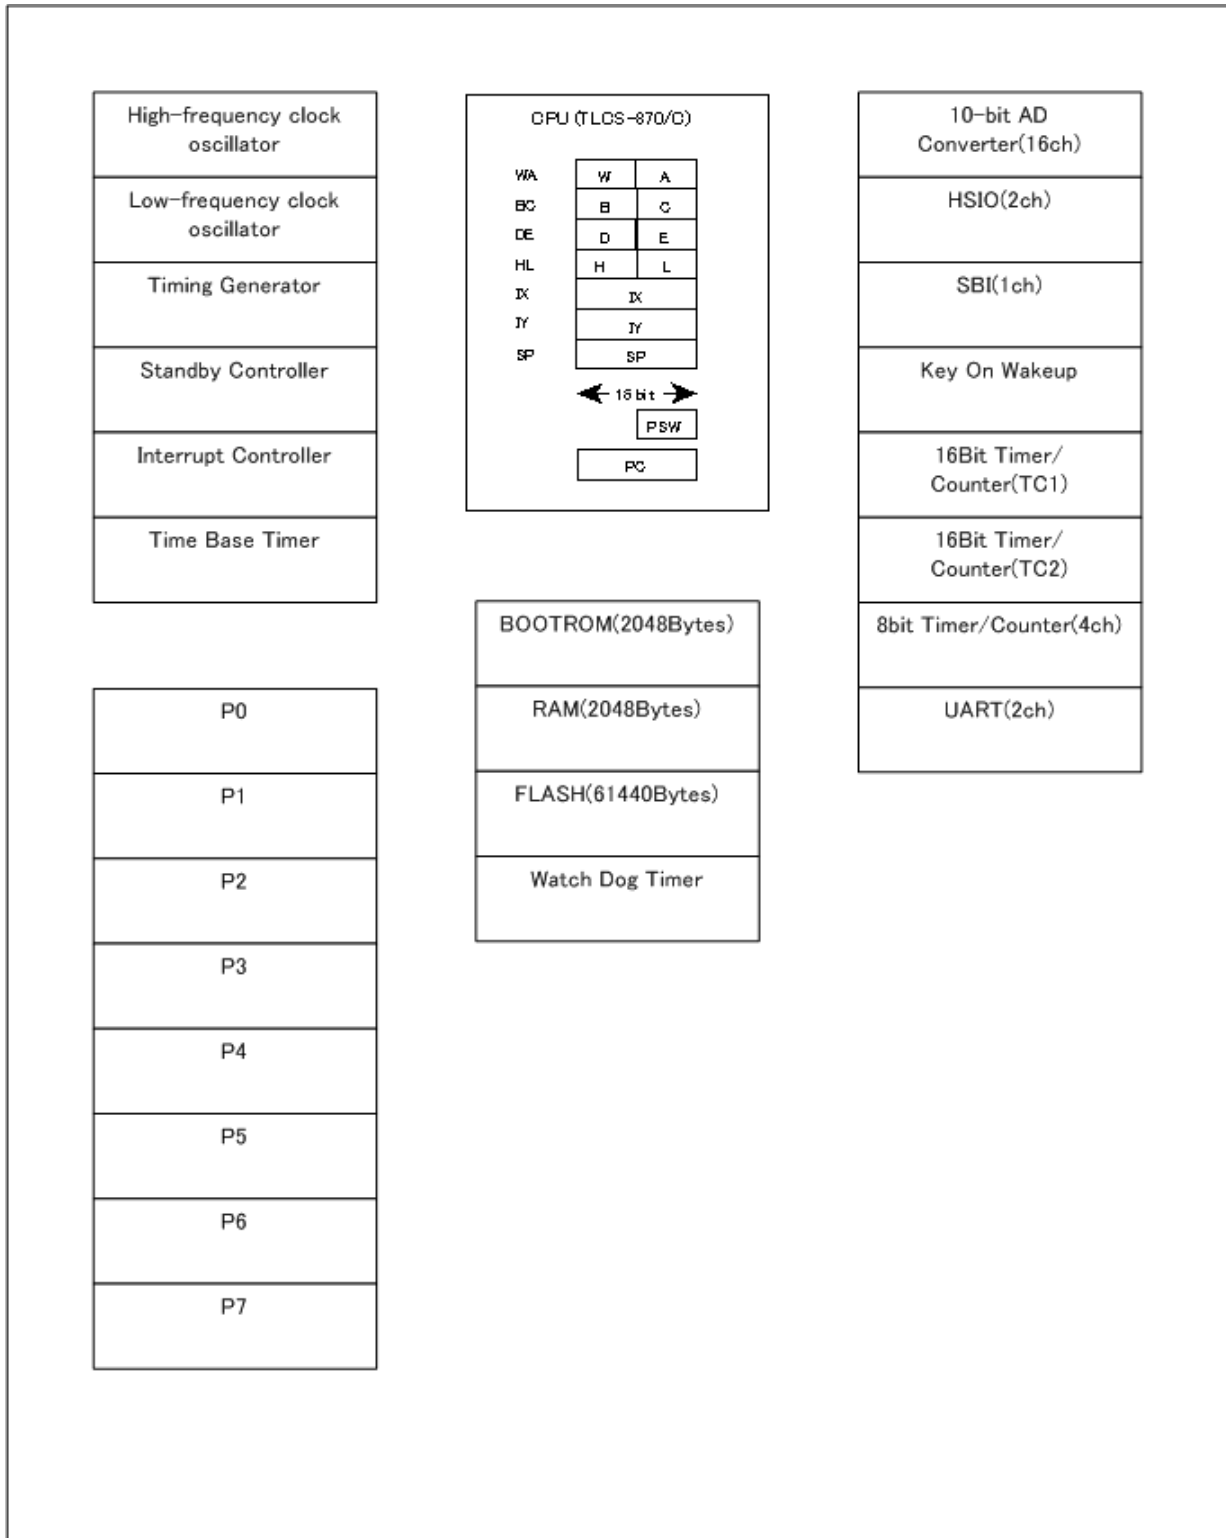 High-frequency clock
oscillator
Low-frequency clock
oscillator
Timing Generator
Standby Controller
Interrupt Controller
Time Base Timer
P0
P1
P2
P3
P4
P5
P6
P7
CPU (TLCS-870/C)
WA W A
BC B C
DE D E
HL H L
IX IX
IY IY
SP SP
16 bit
PSW
PC
BOOTROM(2048Bytes)
RAM(2048Bytes)
FLASH(61440Bytes)
Watch Dog Timer
10-bit AD
Converter(16ch)
HSIO(2ch)
SBI(1ch)
Key On Wakeup
16Bit Timer/
Counter(TC1)
16Bit Timer/
Counter(TC2)
8bit Timer/Counter(4ch)
UART(2ch)